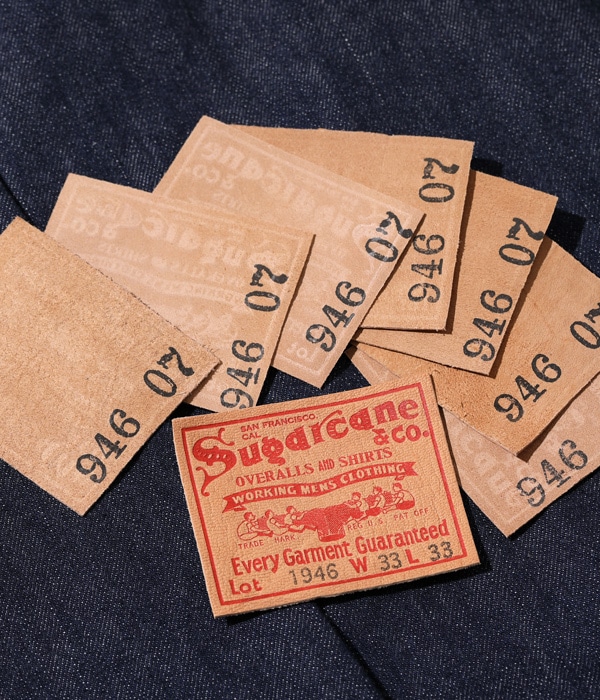 946 07
946 07
946 07
946 07
946 07
946 07
946
SAN FRANCISCO.
CAL.
Sugarcane
& CO.
OVERALLS AND SHIRTS
WORKING MENS CLOTHING
TRADE MARK. REG. U.S. PAT OFF
Every Garment Guaranteed
Lot 1946 W 33 L 33